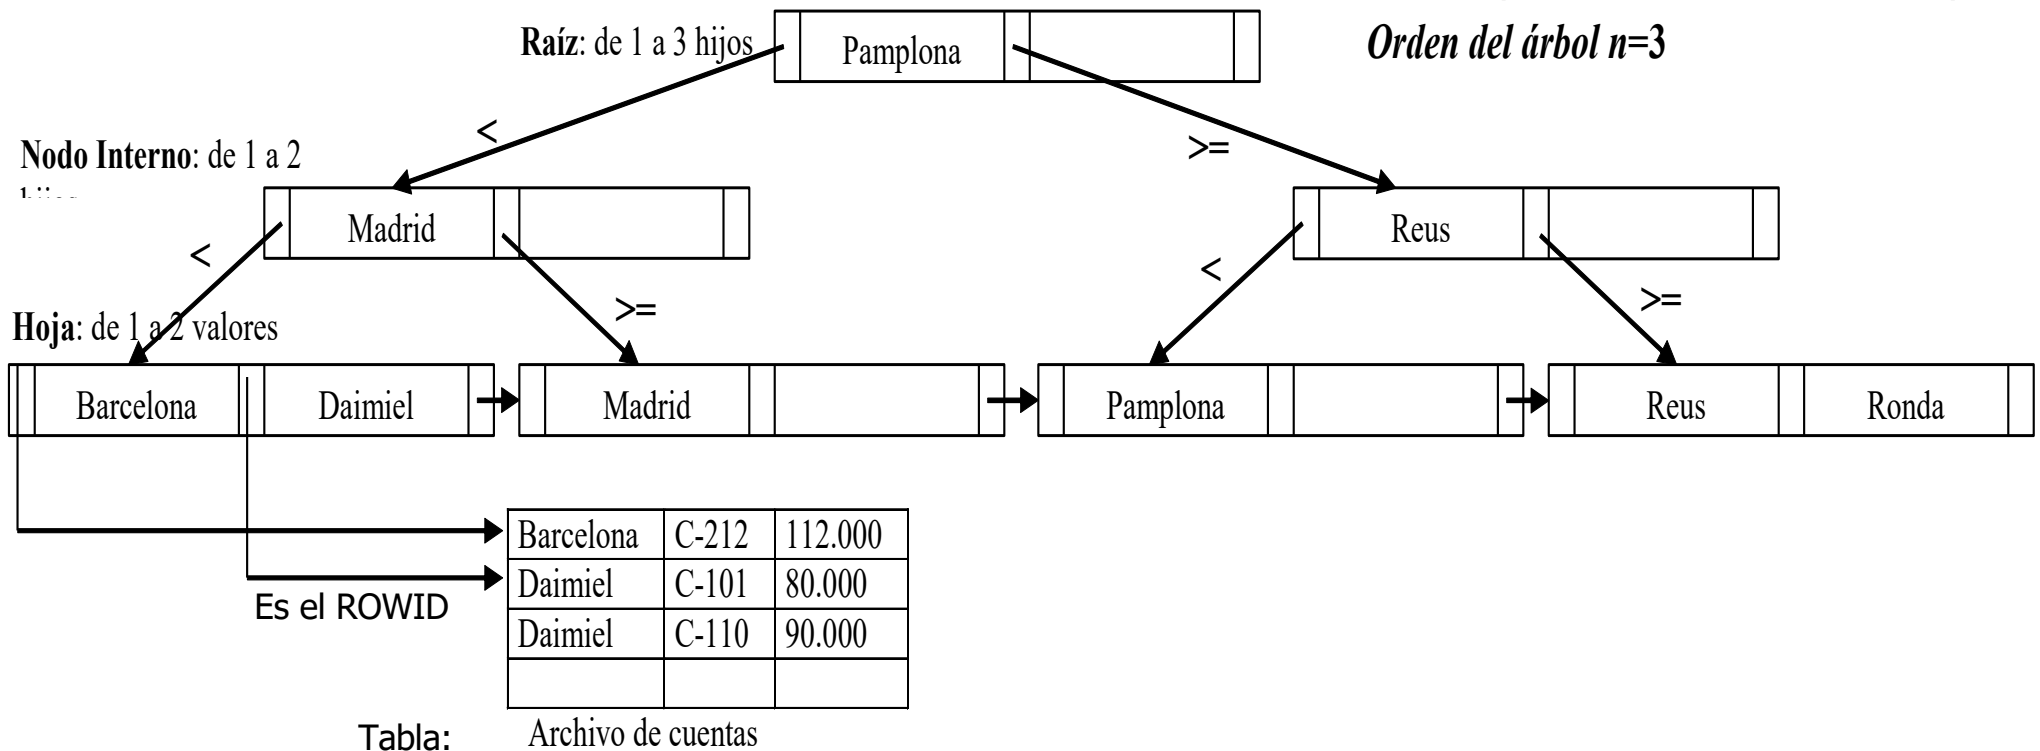 Raíz: de 1 a 3 hijos
Pamplona
Orden del árbol n=3
<
>=
Nodo Interno: de 1 a 2
Madrid
Reus
<
>=
<
>=
Hoja: de 1 a 2 valores
Barcelona Daimiel
Madrid
Pamplona
Reus Ronda
Barcelona C-212 112.000
Daimiel C-101 80.000
Es el ROWID
Daimiel C-110 90.000
Tabla: Archivo de cuentas